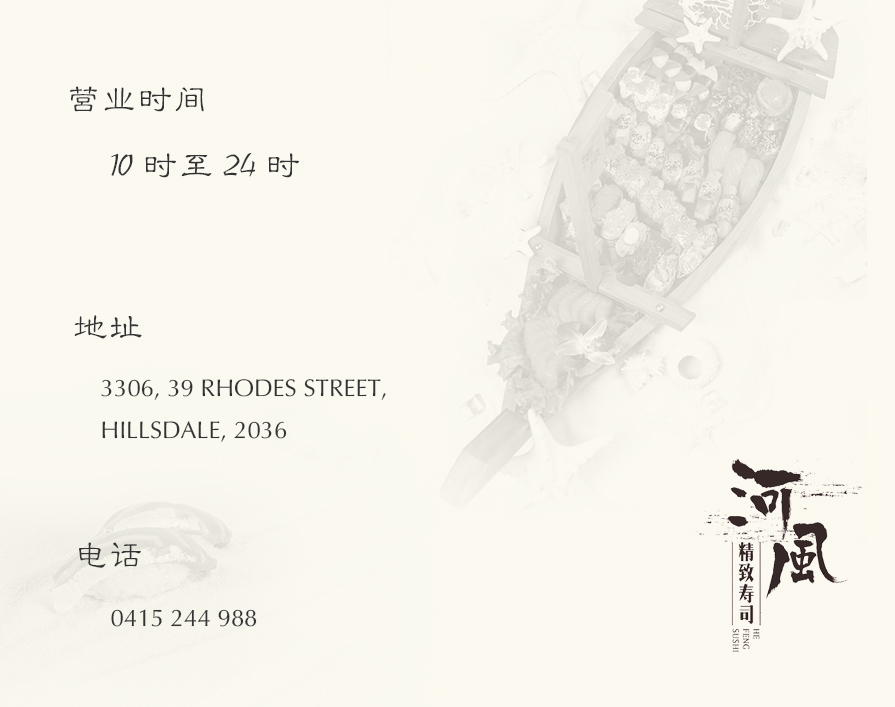 营业时间
10 时至 24 时
地址
3306, 39 RHODES STREET,
HILLSDALE, 2036
电话
0415 244 988
河風
精致寿司
HE
FENG
SUSHI